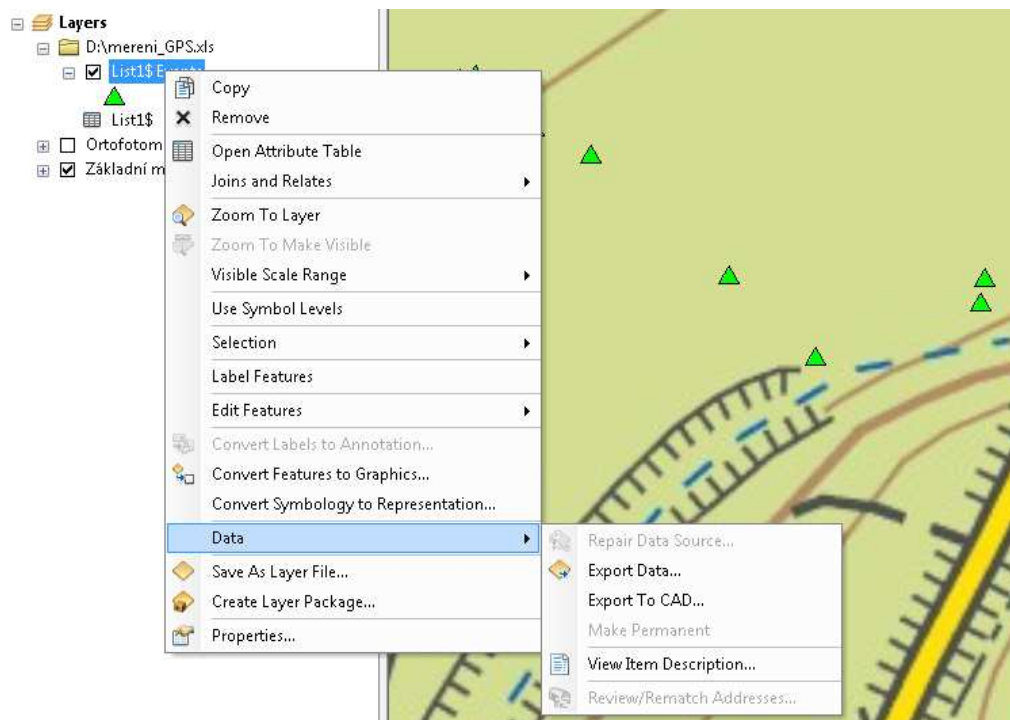 Layers
D:\mereni_GPS.xls
List1$ Events
List1$
Ortofotom
Základní m
Copy
Remove
Open Attribute Table
Joins and Relates
Zoom To Layer
Zoom To Make Visible
Visible Scale Range
Use Symbol Levels
Selection
Label Features
Edit Features
Convert Labels to Annotation...
Convert Features to Graphics...
Convert Symbology to Representation...
Data
Save As Layer File...
Create Layer Package...
Properties...
Repair Data Source...
Export Data...
Export To CAD...
Make Permanent
View Item Description...
Review/Rematch Addresses...